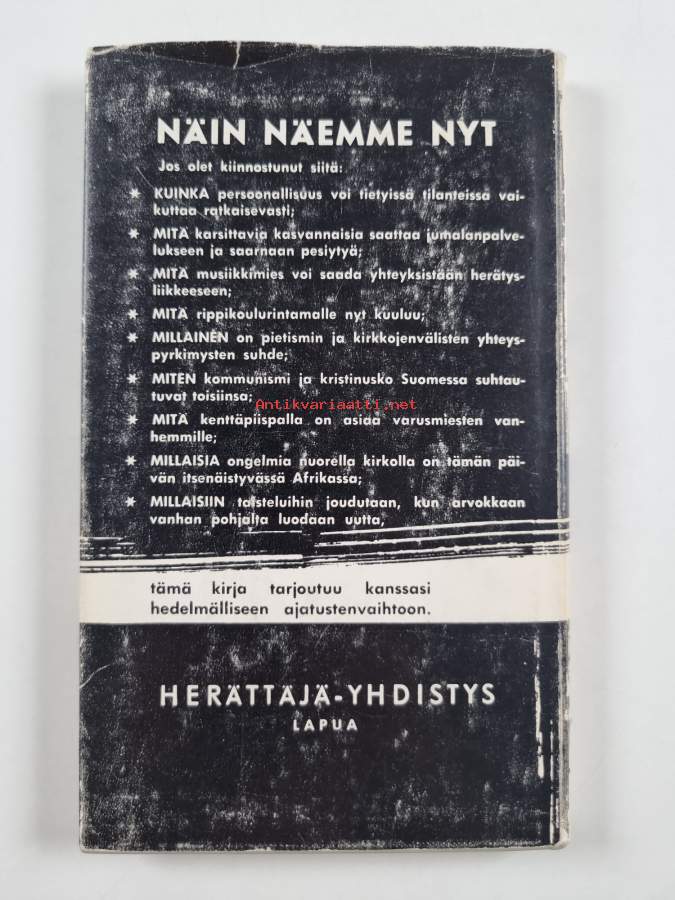 NÄIN NÄEMME NYT
Jos olet kiinnostunut siitä:
* KUINKA persoonallisuus voi tietyissä tilanteissa vai-
kuttaa ratkaisevasti;
* MITÄ karsittavia kasvannaisia saattaa jumalanpalve-
lukseen ja saarnaan pesiytyä;
* MITÄ musiikkimies voi saada yhteyksistään herätys-
liikkeeseen;
* MITÄ rippikoulurintamalle nyt kuuluu;
* MILLAINEN on pietismin ja kirkkojenvälisten yhteys-
pyrkimysten suhde;
* MITEN kommunismi ja kristinusko Suomessa suhtau-
tuvat toisiinsa;
Antikvariaatti.net
* MITÄ kenttäpiispalla on asiaa varusmiesten van-
hemmille;
* MILLAISIA ongelmia nuorella kirkolla on tämän päi-
vän itsenäistyvässä Afrikassa;
* MILLAISIIN taisteluihin joudutaan, kun arvokkaan
vanhan pohjalta luodaan uutta,
tämä kirja tarjoutuu kanssasi
hedelmälliseen ajatustenvaihtoon.
HERÄTTÄJÄ-YHDISTYS
LAPUA